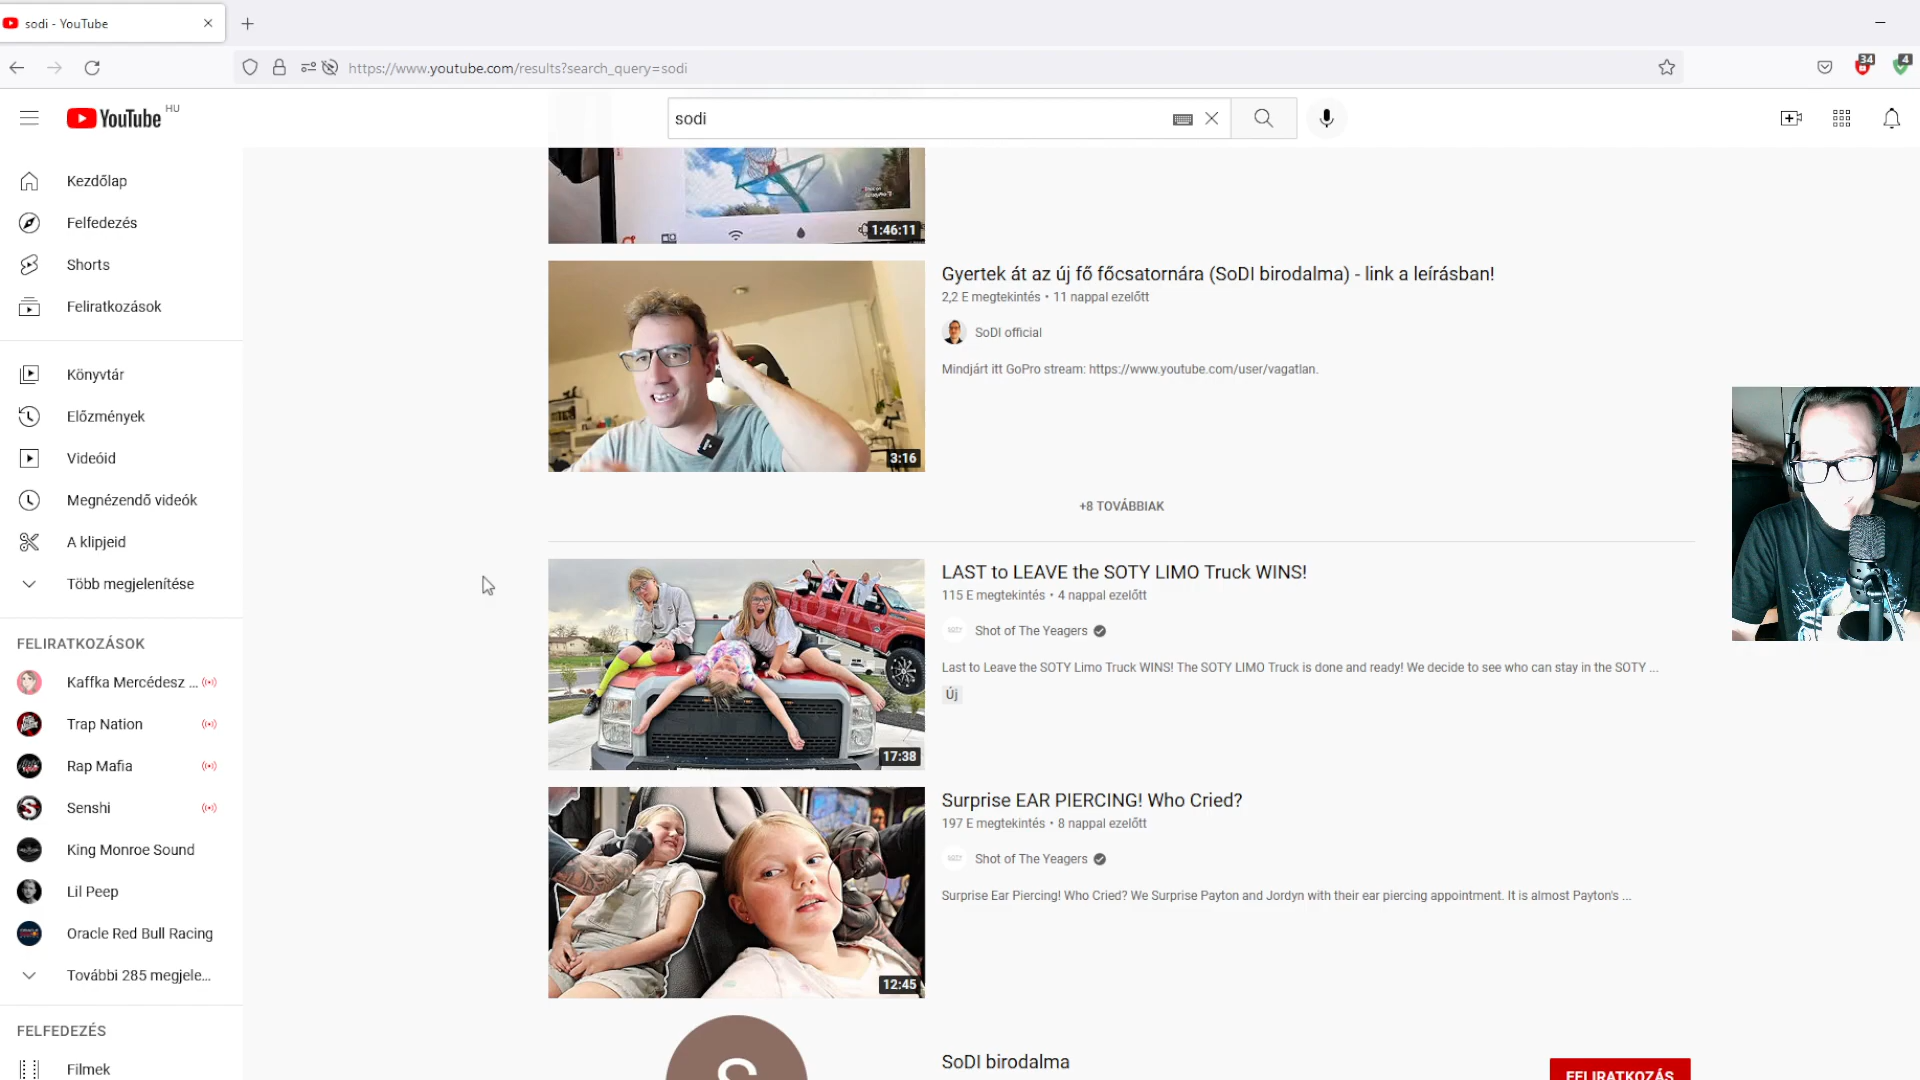 sodi - YouTube
https://www.youtube.com/results?search_query=sodi
34
4
YouTube HU
sodi
Kezdőlap
Felfedezés
Shorts
Feliratkozások
Könyvtár
Előzmények
Videóid
Megnézendő videók
A klipjeid
Több megjelenítése
FELIRATKOZÁSOK
Kaffka Mercédesz ...
Trap Nation
Rap Mafia
Senshi
King Monroe Sound
Lil Peep
Oracle Red Bull Racing
További 285 megjele...
FELFEDEZÉS
Filmek
1:46:11
Gyertek át az új fő főcsatornára (SoDI birodalma) - link a leírásban!
2,2 E megtekintés • 11 nappal ezelőtt
SoDI official
Mindjárt itt GoPro stream: https://www.youtube.com/user/vagatlan.
3:16
+8 TOVÁBBIAK
LAST to LEAVE the SOTY LIMO Truck WINS!
115 E megtekintés • 4 nappal ezelőtt
Shot of The Yeagers
Last to Leave the SOTY Limo Truck WINS! The SOTY LIMO Truck is done and ready! We decide to see who can stay in the SOTY ...
Új
17:38
Surprise EAR PIERCING! Who Cried?
197 E megtekintés • 8 nappal ezelőtt
Shot of The Yeagers
Surprise Ear Piercing! Who Cried? We Surprise Payton and Jordyn with their ear piercing appointment. It is almost Payton's ...
12:45
S
SoDI birodalma
FELIRATKOZÁS